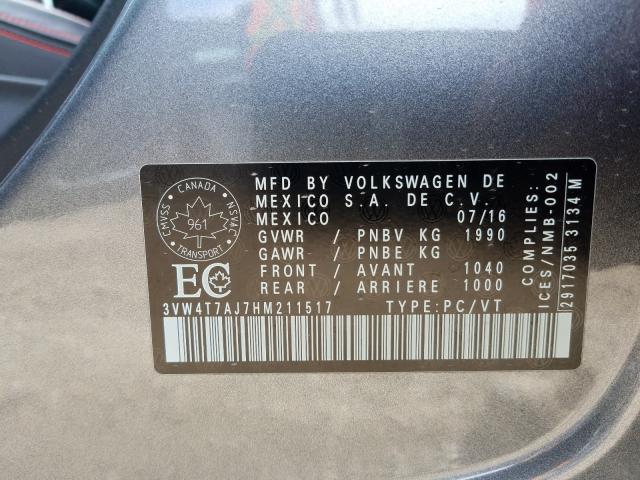 CANADA
CMVSS
NSVAC
961
TRANSPORT
EC
MFD BY VOLKSWAGEN DE
MEXICO S.A. DE C.V.
MEXICO 07/16
GVWR / PNBV KG 1990
GAWR / PNBE KG
FRONT / AVANT 1040
REAR / ARRIERE 1000
3VW4T7AJ7HM211517 TYPE:PC/VT
COMPLIES:
ICES/NMB-002
2917035 3134 M